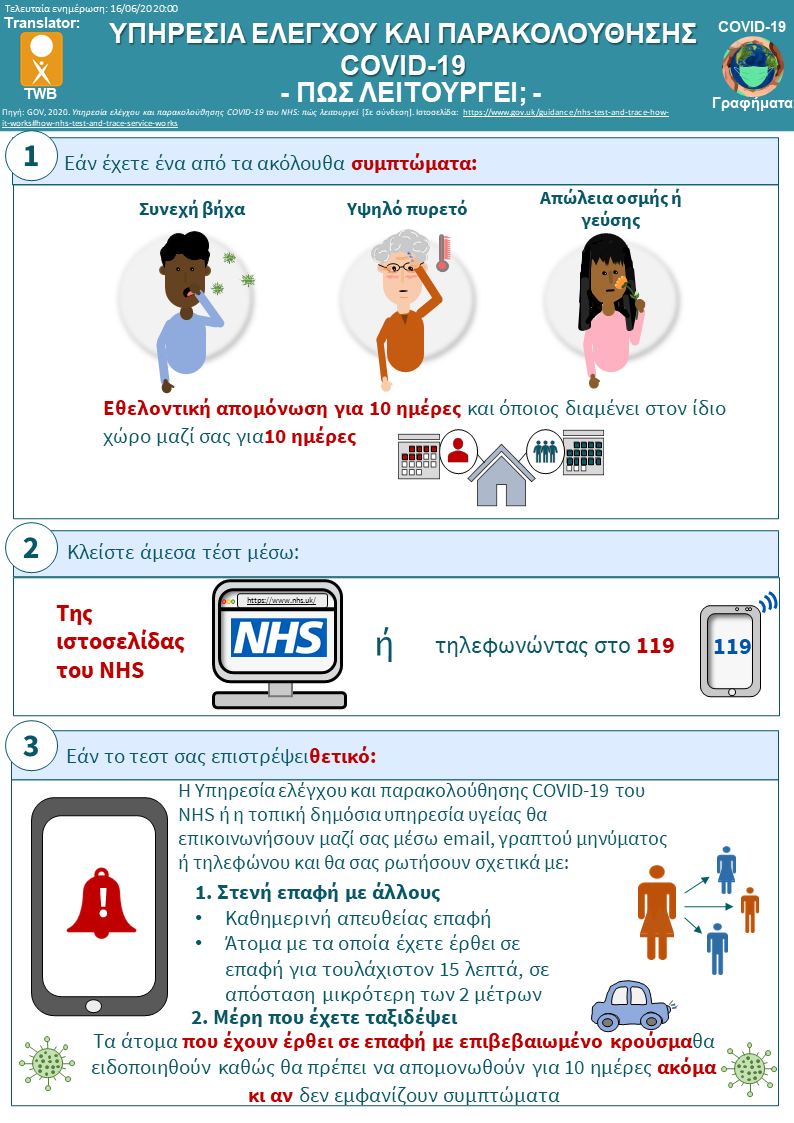 Τελευταία ενημέρωση: 16/06/2020:00
Translator:
TWB
ΥΠΗΡΕΣΙΑ ΕΛΕΓΧΟΥ ΚΑΙ ΠΑΡΑΚΟΛΟΥΘΗΣΗΣ
COVID-19
- ΠΩΣ ΛΕΙΤΟΥΡΓΕΙ; -
COVID-19
Γραφήματα
Πηγή: GOV, 2020. Υπηρεσία ελέγχου και παρακολούθησης COVID-19 του NHS: πώς λειτουργεί [Σε σύνδεση]. Ιστοσελίδα: https://www.gov.uk/guidance/nhs-test-and-trace-how-
it-works#how-nhs-test-and-trace-service-works
1
Εάν έχετε ένα από τα ακόλουθα συμπτώματα:
Συνεχή βήχα
Υψηλό πυρετό
Απώλεια οσμής ή
γεύσης
Εθελοντική απομόνωση για 10 ημέρες και όποιος διαμένει στον ίδιο
χώρο μαζί σας για10 ημέρες
2
Κλείστε άμεσα τέστ μέσω:
Της
ιστοσελίδας
του NHS
https://www.nhs.uk/
NHS
ή
τηλεφωνώντας στο 119
119
3
Εάν το τεστ σας επιστρέψειθετικό:
Η Υπηρεσία ελέγχου και παρακολούθησης COVID-19 του
NHS ή η τοπική δημόσια υπηρεσία υγείας θα
επικοινωνήσουν μαζί σας μέσω email, γραπτού μηνύματος
ή τηλεφώνου και θα σας ρωτήσουν σχετικά με:
!
1. Στενή επαφή με άλλους
• Καθημερινή απευθείας επαφή
• Άτομα με τα οποία έχετε έρθει σε
επαφή για τουλάχιστον 15 λεπτά, σε
απόσταση μικρότερη των 2 μέτρων
2. Μέρη που έχετε ταξιδέψει
Τα άτομα που έχουν έρθει σε επαφή με επιβεβαιωμένο κρούσμαθα
ειδοποιηθούν καθώς θα πρέπει να απομονωθούν για 10 ημέρες ακόμα
κι αν δεν εμφανίζουν συμπτώματα